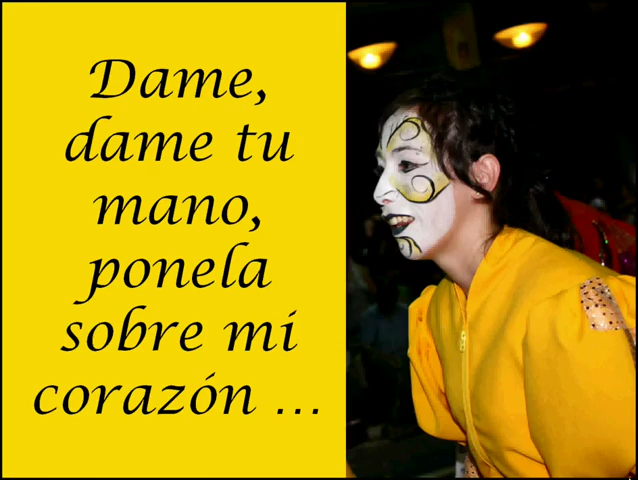 Dame,
dame tu
mano,
ponela
sobre mi
corazón ...